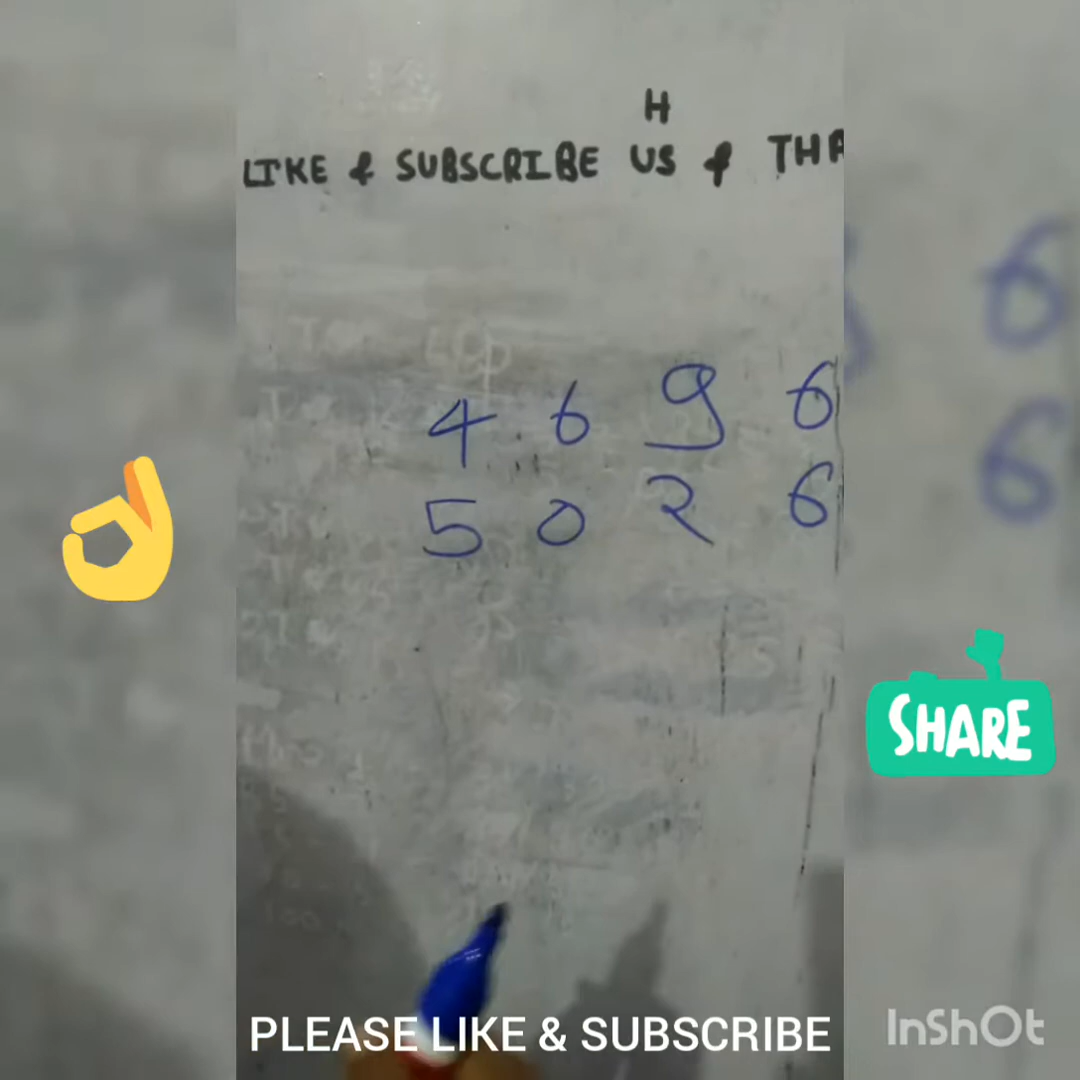 H
LIKE & SUBSCRIBE US & THA
4 6 9 6
5 0 2 6
SHARE
PLEASE LIKE & SUBSCRIBE
InShOt